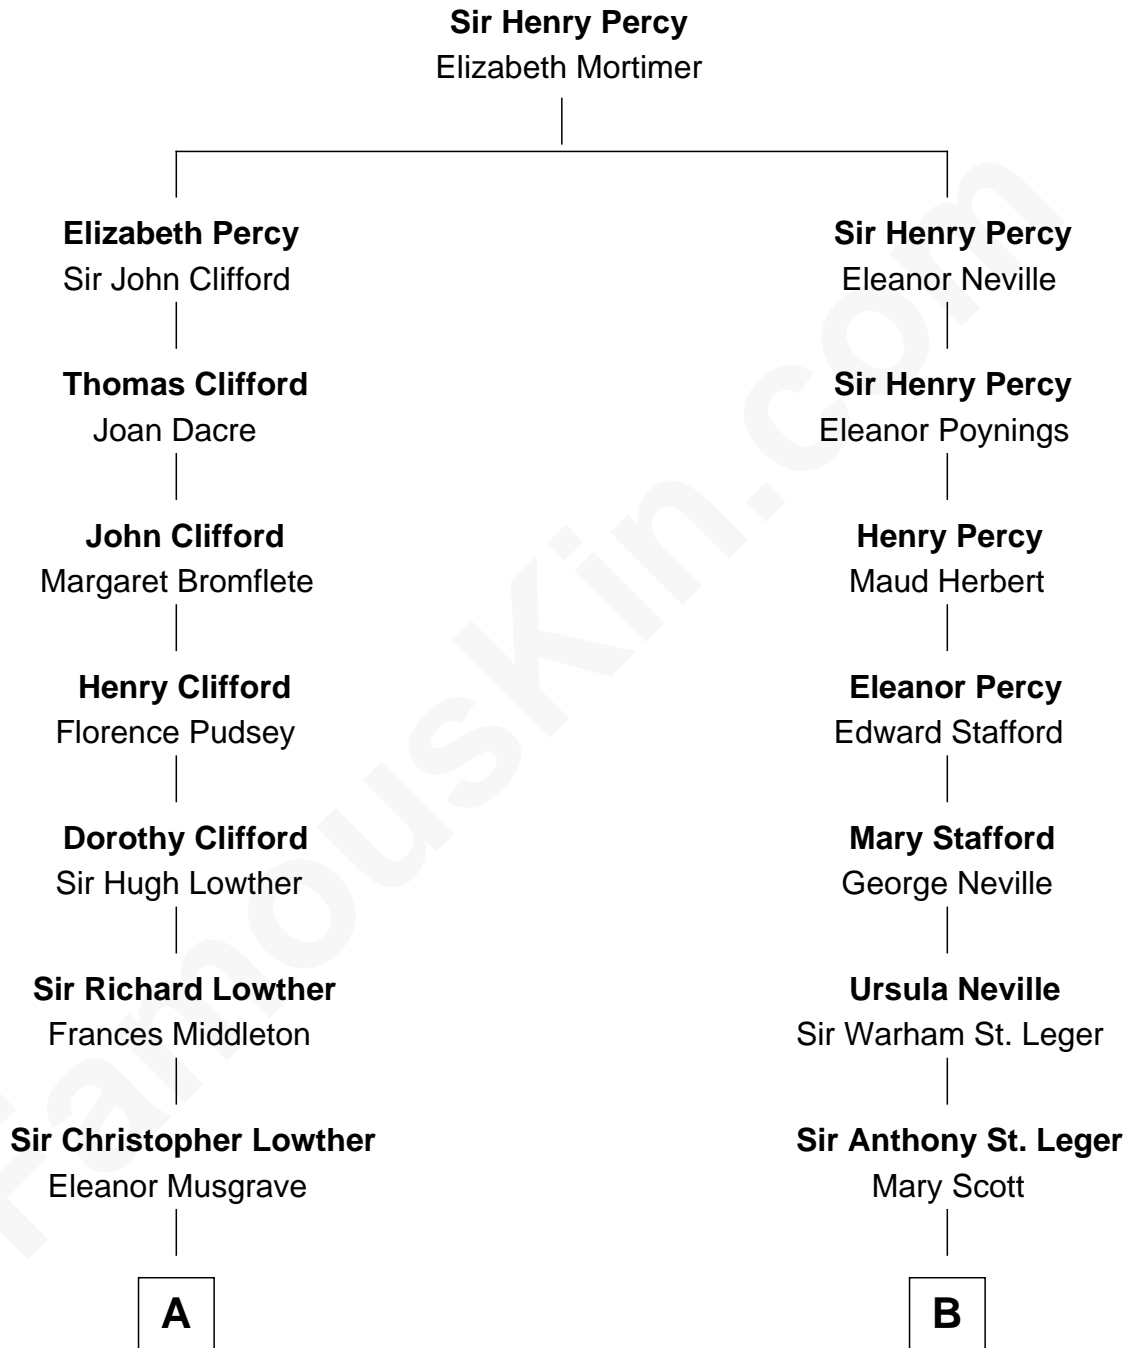 Sir Henry Percy
Elizabeth Mortimer
Elizabeth Percy
Sir John Clifford
Sir Henry Percy
Eleanor Neville
Thomas Clifford
Joan Dacre
Sir Henry Percy
Eleanor Poynings
John Clifford
Margaret Bromflete
Henry Percy
Maud Herbert
Henry Clifford
Florence Pudsey
Eleanor Percy
Edward Stafford
Dorothy Clifford
Sir Hugh Lowther
Mary Stafford
George Neville
Sir Richard Lowther
Frances Middleton
Ursula Neville
Sir Warham St. Leger
Sir Christopher Lowther
Eleanor Musgrave
Sir Anthony St. Leger
Mary Scott
A
B
FamousKin.com